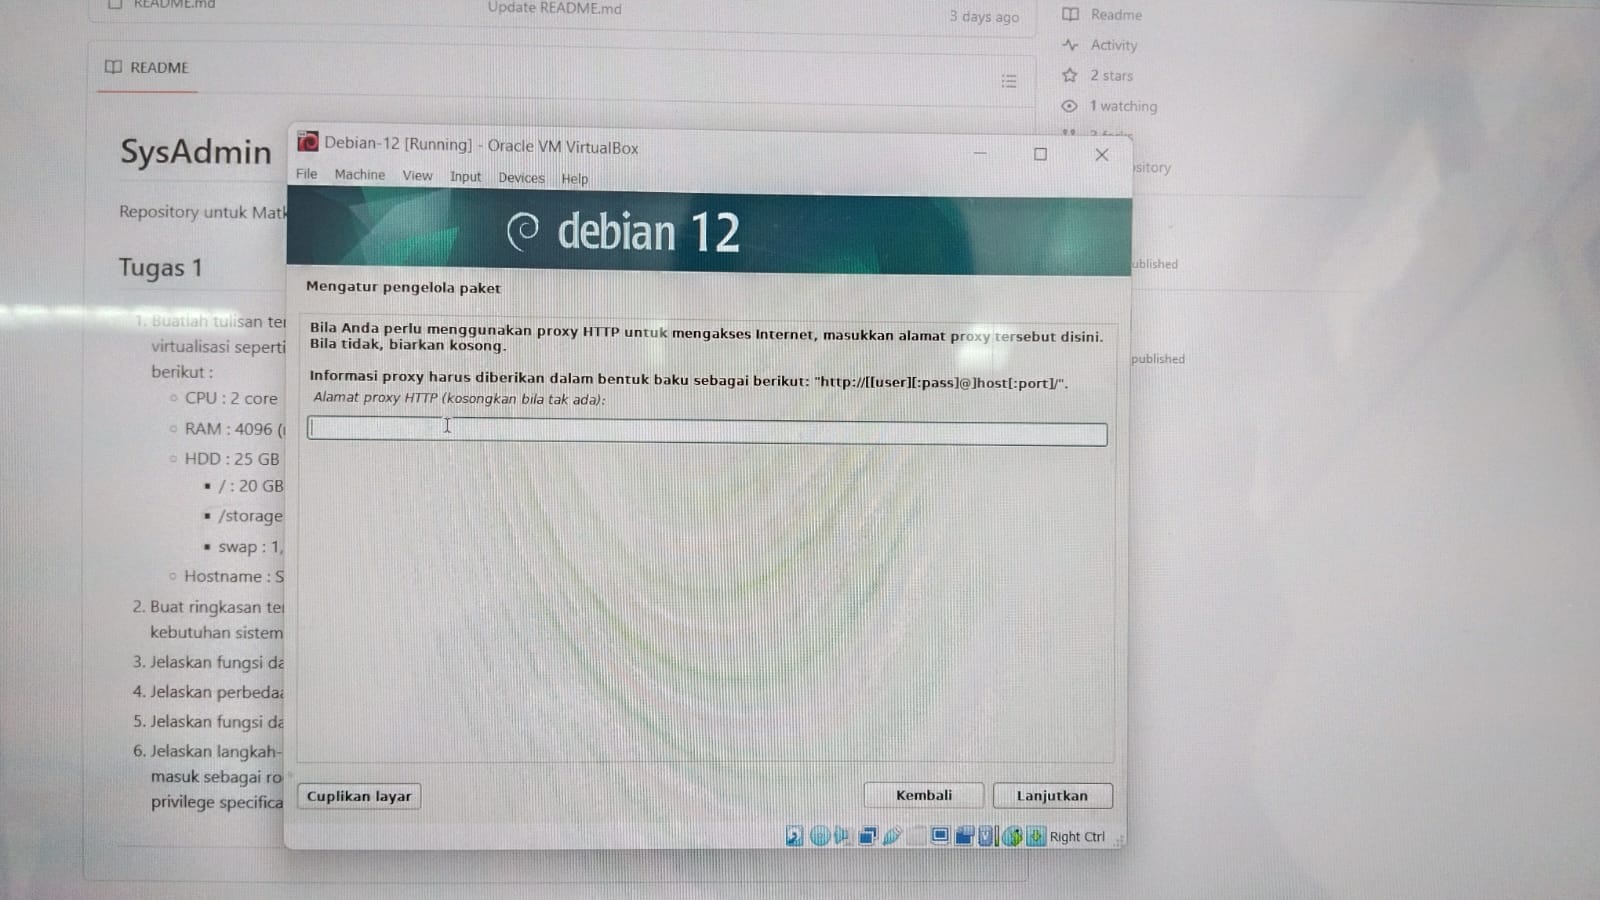 README.md
Update README.md
3 days ago
README
Readme
Activity
2 stars
1 watching
SysAdmin
Repository untuk Matk
Tugas 1
1. Buatlah tulisan ter
virtualisasi seperti
berikut :
CPU : 2 core
RAM : 4096 (
HDD : 25 GB
/ : 20 GB
/storage
swap : 1,
Hostname : S
2. Buat ringkasan te
kebutuhan sistem
3. Jelaskan fungsi da
4. Jelaskan perbeda
5. Jelaskan fungsi da
6. Jelaskan langkah-
masuk sebagai ro
privilege specifica
Debian-12 [Running] - Oracle VM VirtualBox
File Machine View Input Devices Help
debian 12
Mengatur pengelola paket
Bila Anda perlu menggunakan proxy HTTP untuk mengakses Internet, masukkan alamat proxy tersebut disini.
Bila tidak, biarkan kosong.
Informasi proxy harus diberikan dalam bentuk baku sebagai berikut: "http://[[user][:pass]@]host[:port]/".
Alamat proxy HTTP (kosongkan bila tak ada):
Cuplikan layar
Kembali
Lanjutkan
Right Ctrl
sitory
ublished
published